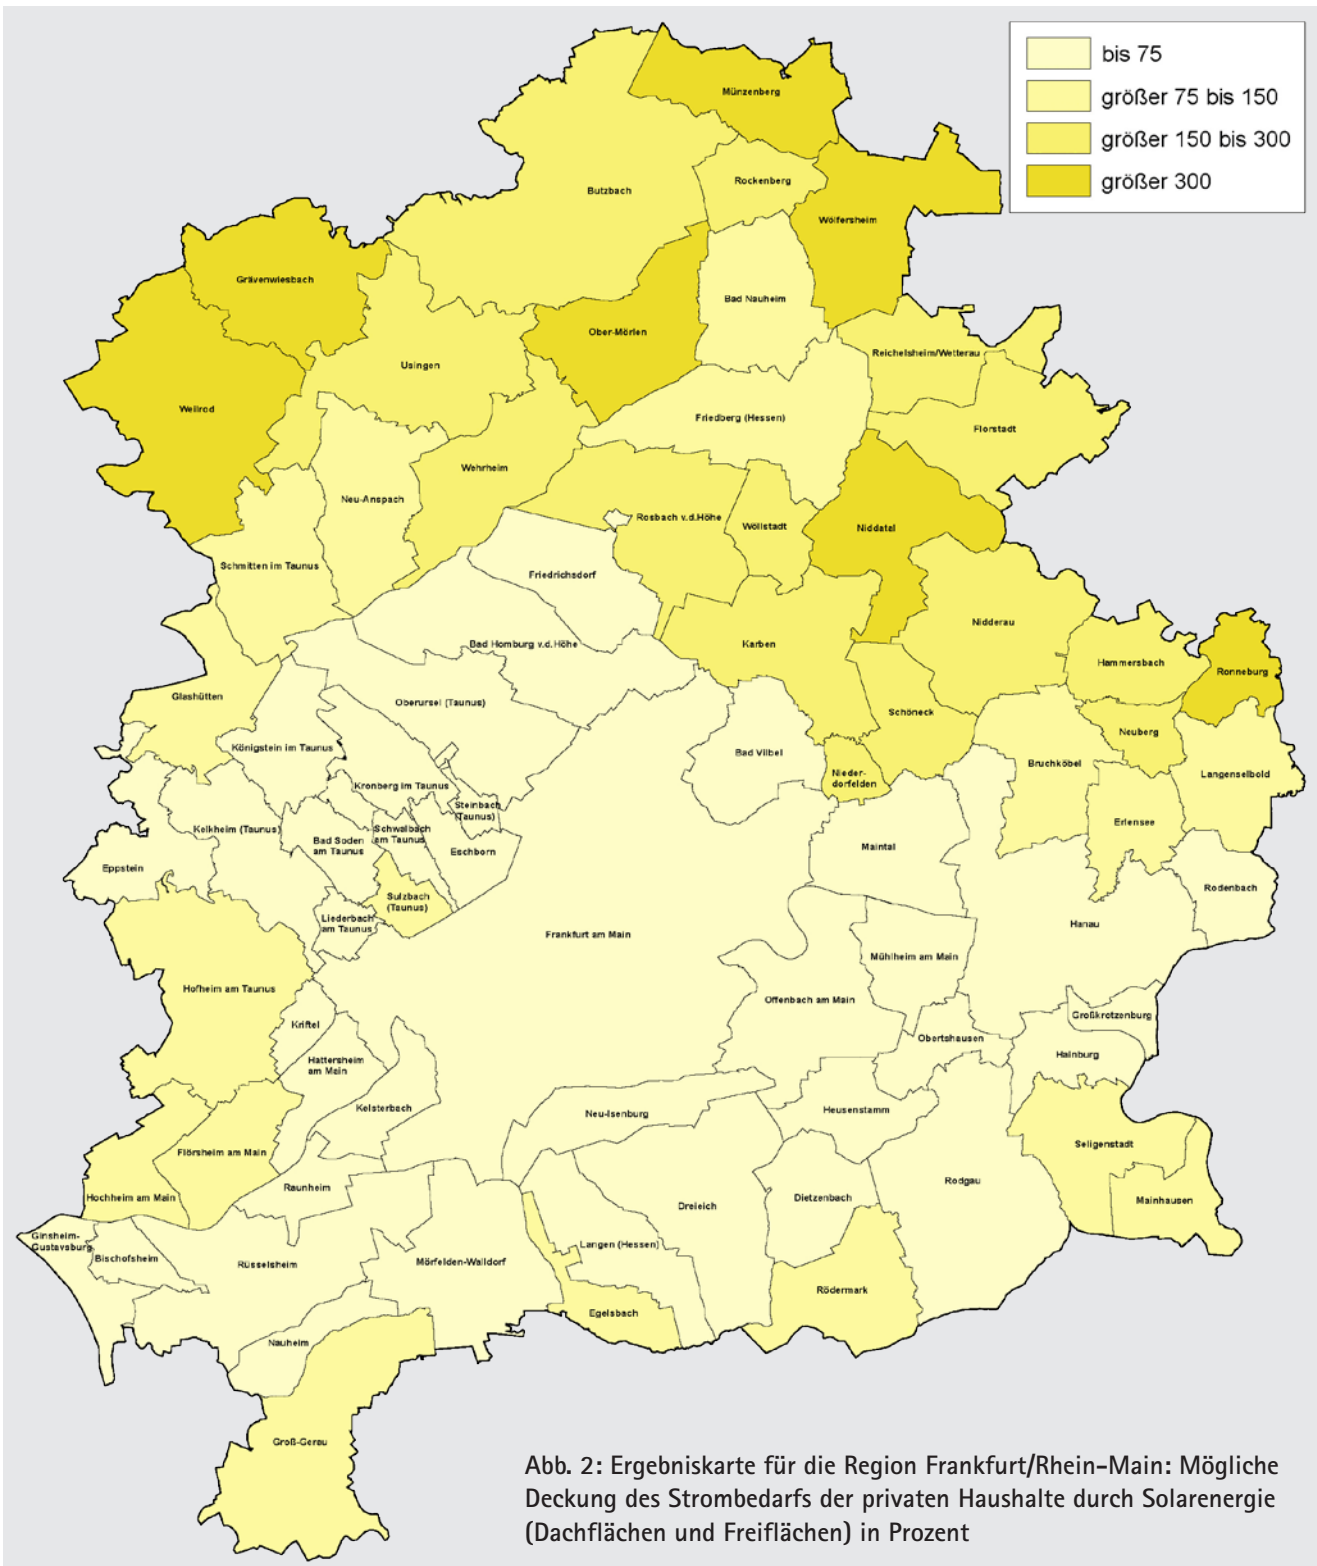 bis 75
größer 75 bis 150
größer 150 bis 300
größer 300
Münzenberg
Rockenberg
Butzbach
Wölfersheim
Grävenwiesbach
Bad Nauheim
Ober-Mörlen
Reichelsheim/Wetterau
Usingen
Weilrod
Friedberg (Hessen)
Florstadt
Wehrheim
Neu-Anspach
Rosbach v.d.Höhe
Wöllstadt
Niddatal
Schmitten im Taunus
Friedrichsdorf
Nidderau
Bad Homburg v.d.Höhe
Karben
Hammersbach
Ronneburg
Glashütten
Oberursel (Taunus)
Schöneck
Neuberg
Königstein im Taunus
Bad Vilbel
Bruchköbel
Langenselbold
Nieder-
dorfelden
Kronberg im Taunus
Steinbach
(Taunus)
Erlensee
Kelkheim (Taunus)
Schwalbach
am Taunus
Bad Soden
am Taunus
Eschborn
Maintal
Eppstein
Sulzbach
(Taunus)
Rodenbach
Liederbach
am Taunus
Frankfurt am Main
Hanau
Mühlheim am Main
Hofheim am Taunus
Offenbach am Main
Großkrotzenburg
Kriftel
Obertshausen
Hainburg
Hattersheim
am Main
Kelsterbach
Neu-Isenburg
Heusenstamm
Flörsheim am Main
Seligenstadt
Raunheim
Hochheim am Main
Dreieich
Dietzenbach
Rodgau
Mainhausen
Ginsheim-
Gustavsburg
Bischofsheim
Rüsselsheim
Mörfelden-Walldorf
Langen (Hessen)
Rödermark
Egelsbach
Nauheim
Groß-Gerau
Abb. 2: Ergebniskarte für die Region Frankfurt/Rhein-Main: Mögliche
Deckung des Strombedarfs der privaten Haushalte durch Solarenergie
(Dachflächen und Freiflächen) in Prozent